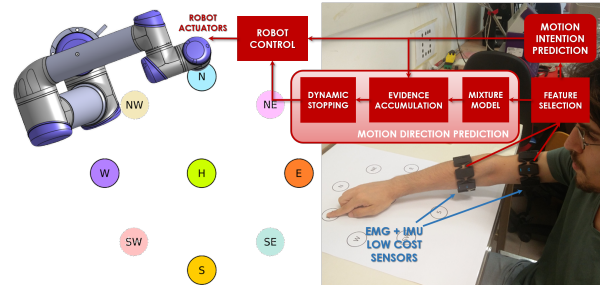 ROBOT
ACTUATORS
ROBOT
CONTROL
MOTION
INTENTION
PREDICTION
DYNAMIC
STOPPING
EVIDENCE
ACCUMULATION
MIXTURE
MODEL
FEATURE
SELECTION
MOTION DIRECTION PREDICTION
N
NW
NE
W
H
E
SW
SE
S
EMG + IMU
LOW COST
SENSORS